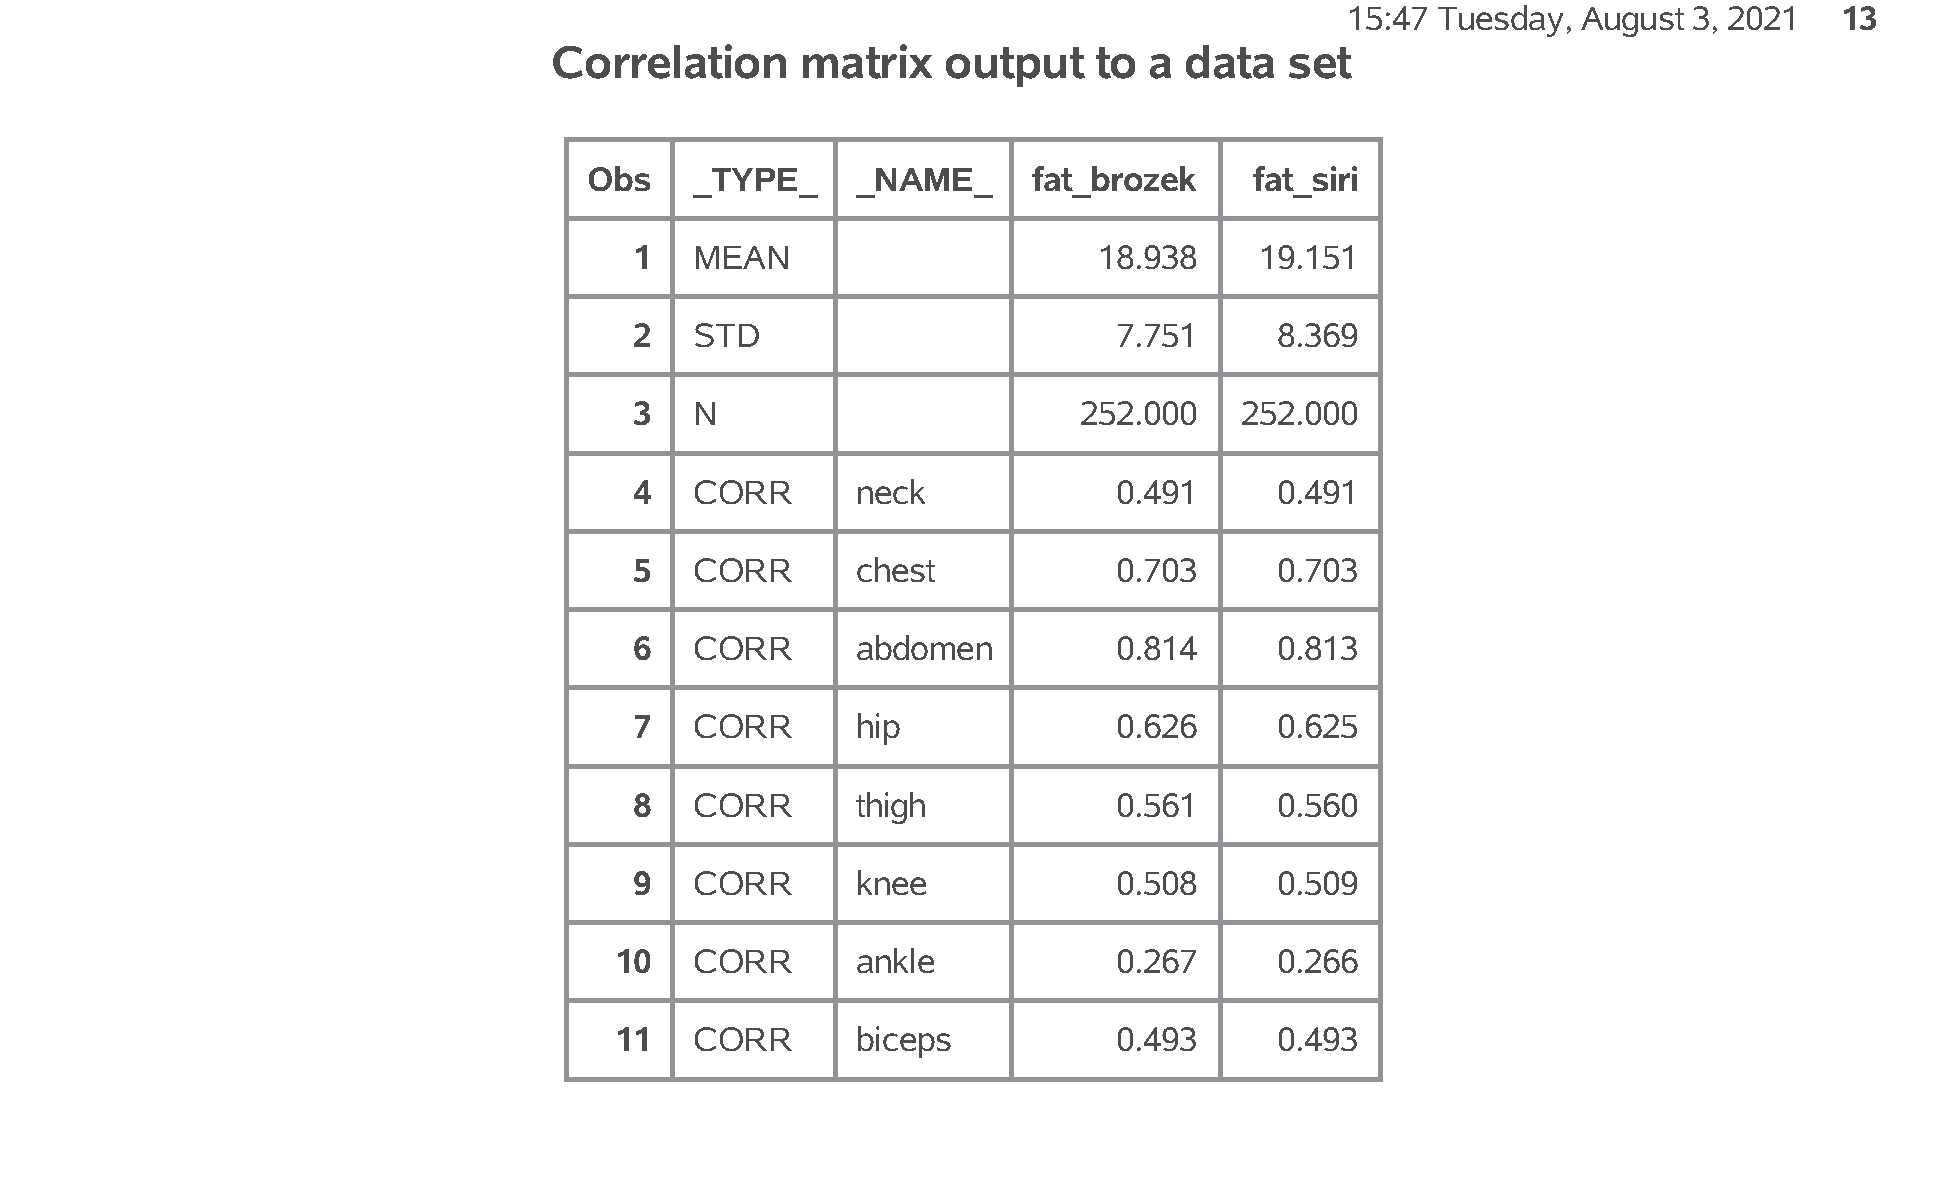 15:47 Tuesday, August 3, 2021 13
Correlation matrix output to a data set
Obs _TYPE_ _NAME_ fat_brozek fat_siri
1 MEAN 18.938 19.151
2 STD 7.751 8.369
3 N 252.000 252.000
4 CORR neck 0.491 0.491
5 CORR chest 0.703 0.703
6 CORR abdomen 0.814 0.813
7 CORR hip 0.626 0.625
8 CORR thigh 0.561 0.560
9 CORR knee 0.508 0.509
10 CORR ankle 0.267 0.266
11 CORR biceps 0.493 0.493